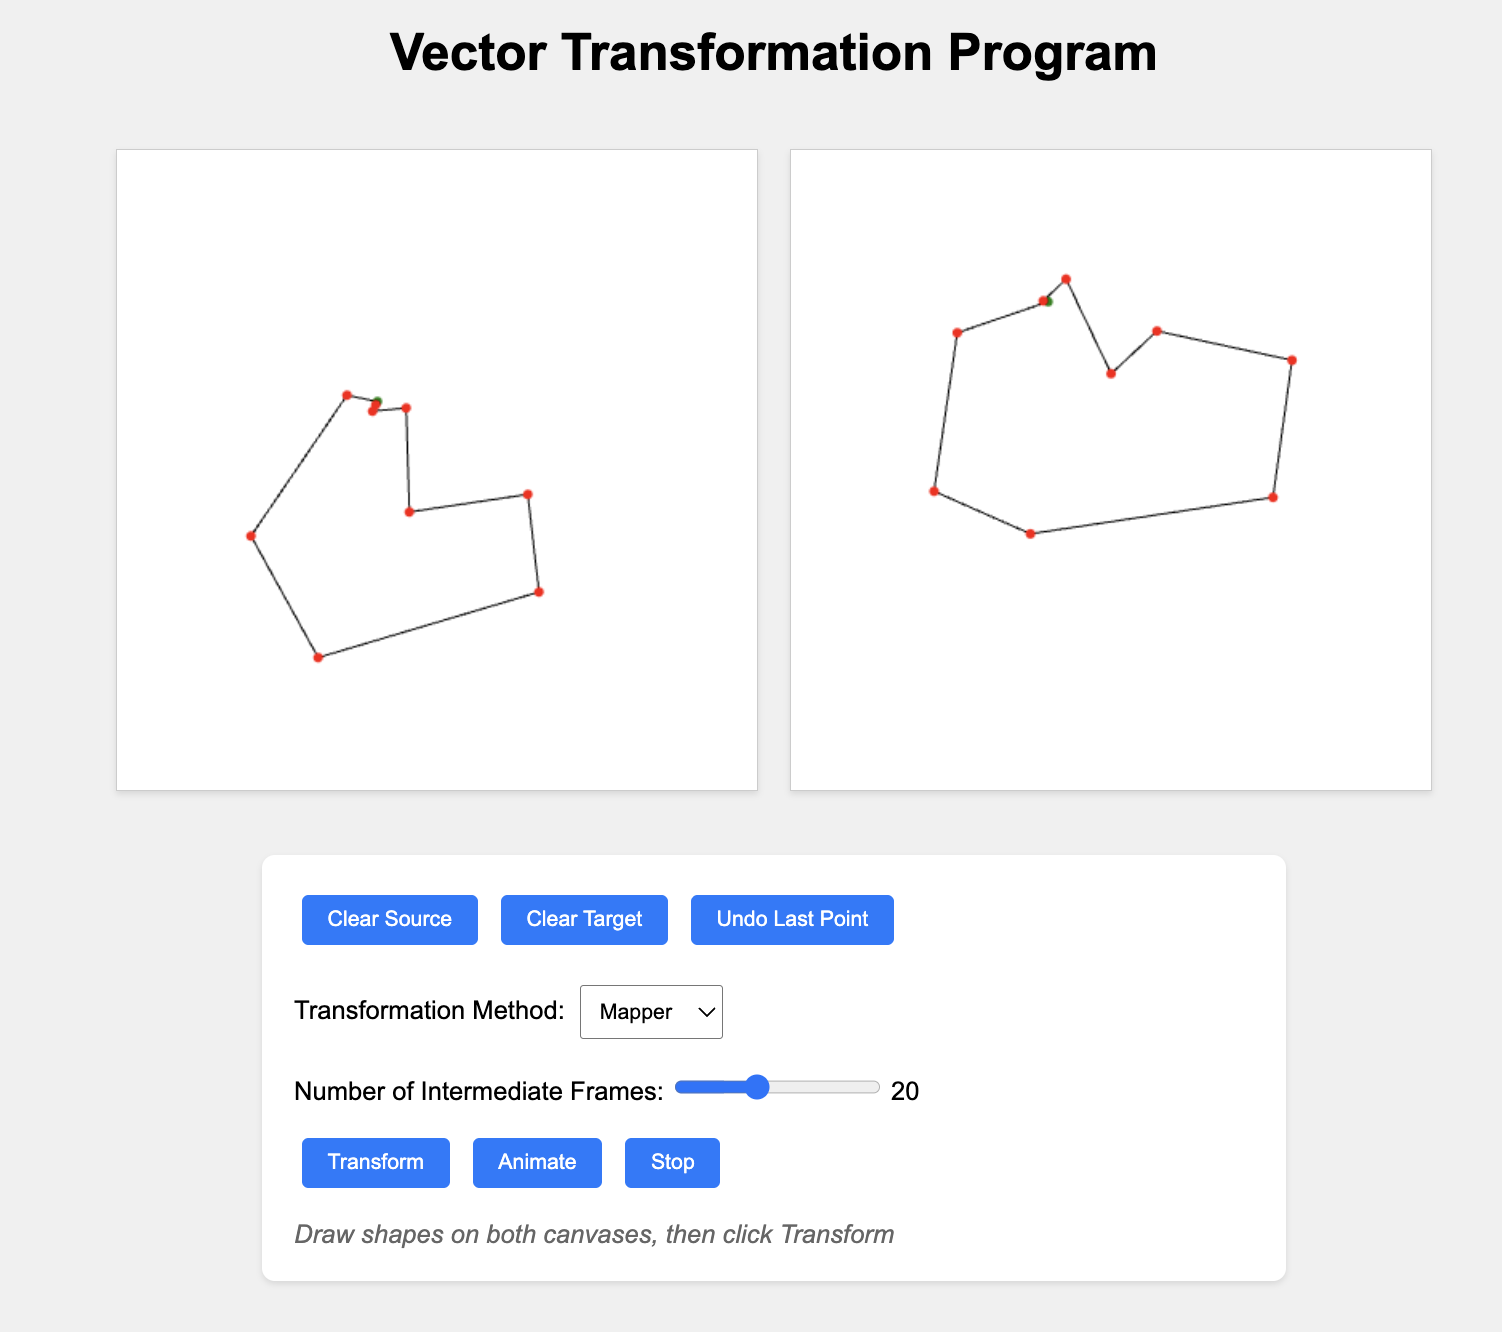 Vector Transformation Program
Clear Source Clear Target Undo Last Point
Transformation Method: Mapper
Number of Intermediate Frames: 20
Transform Animate Stop
Draw shapes on both canvases, then click Transform